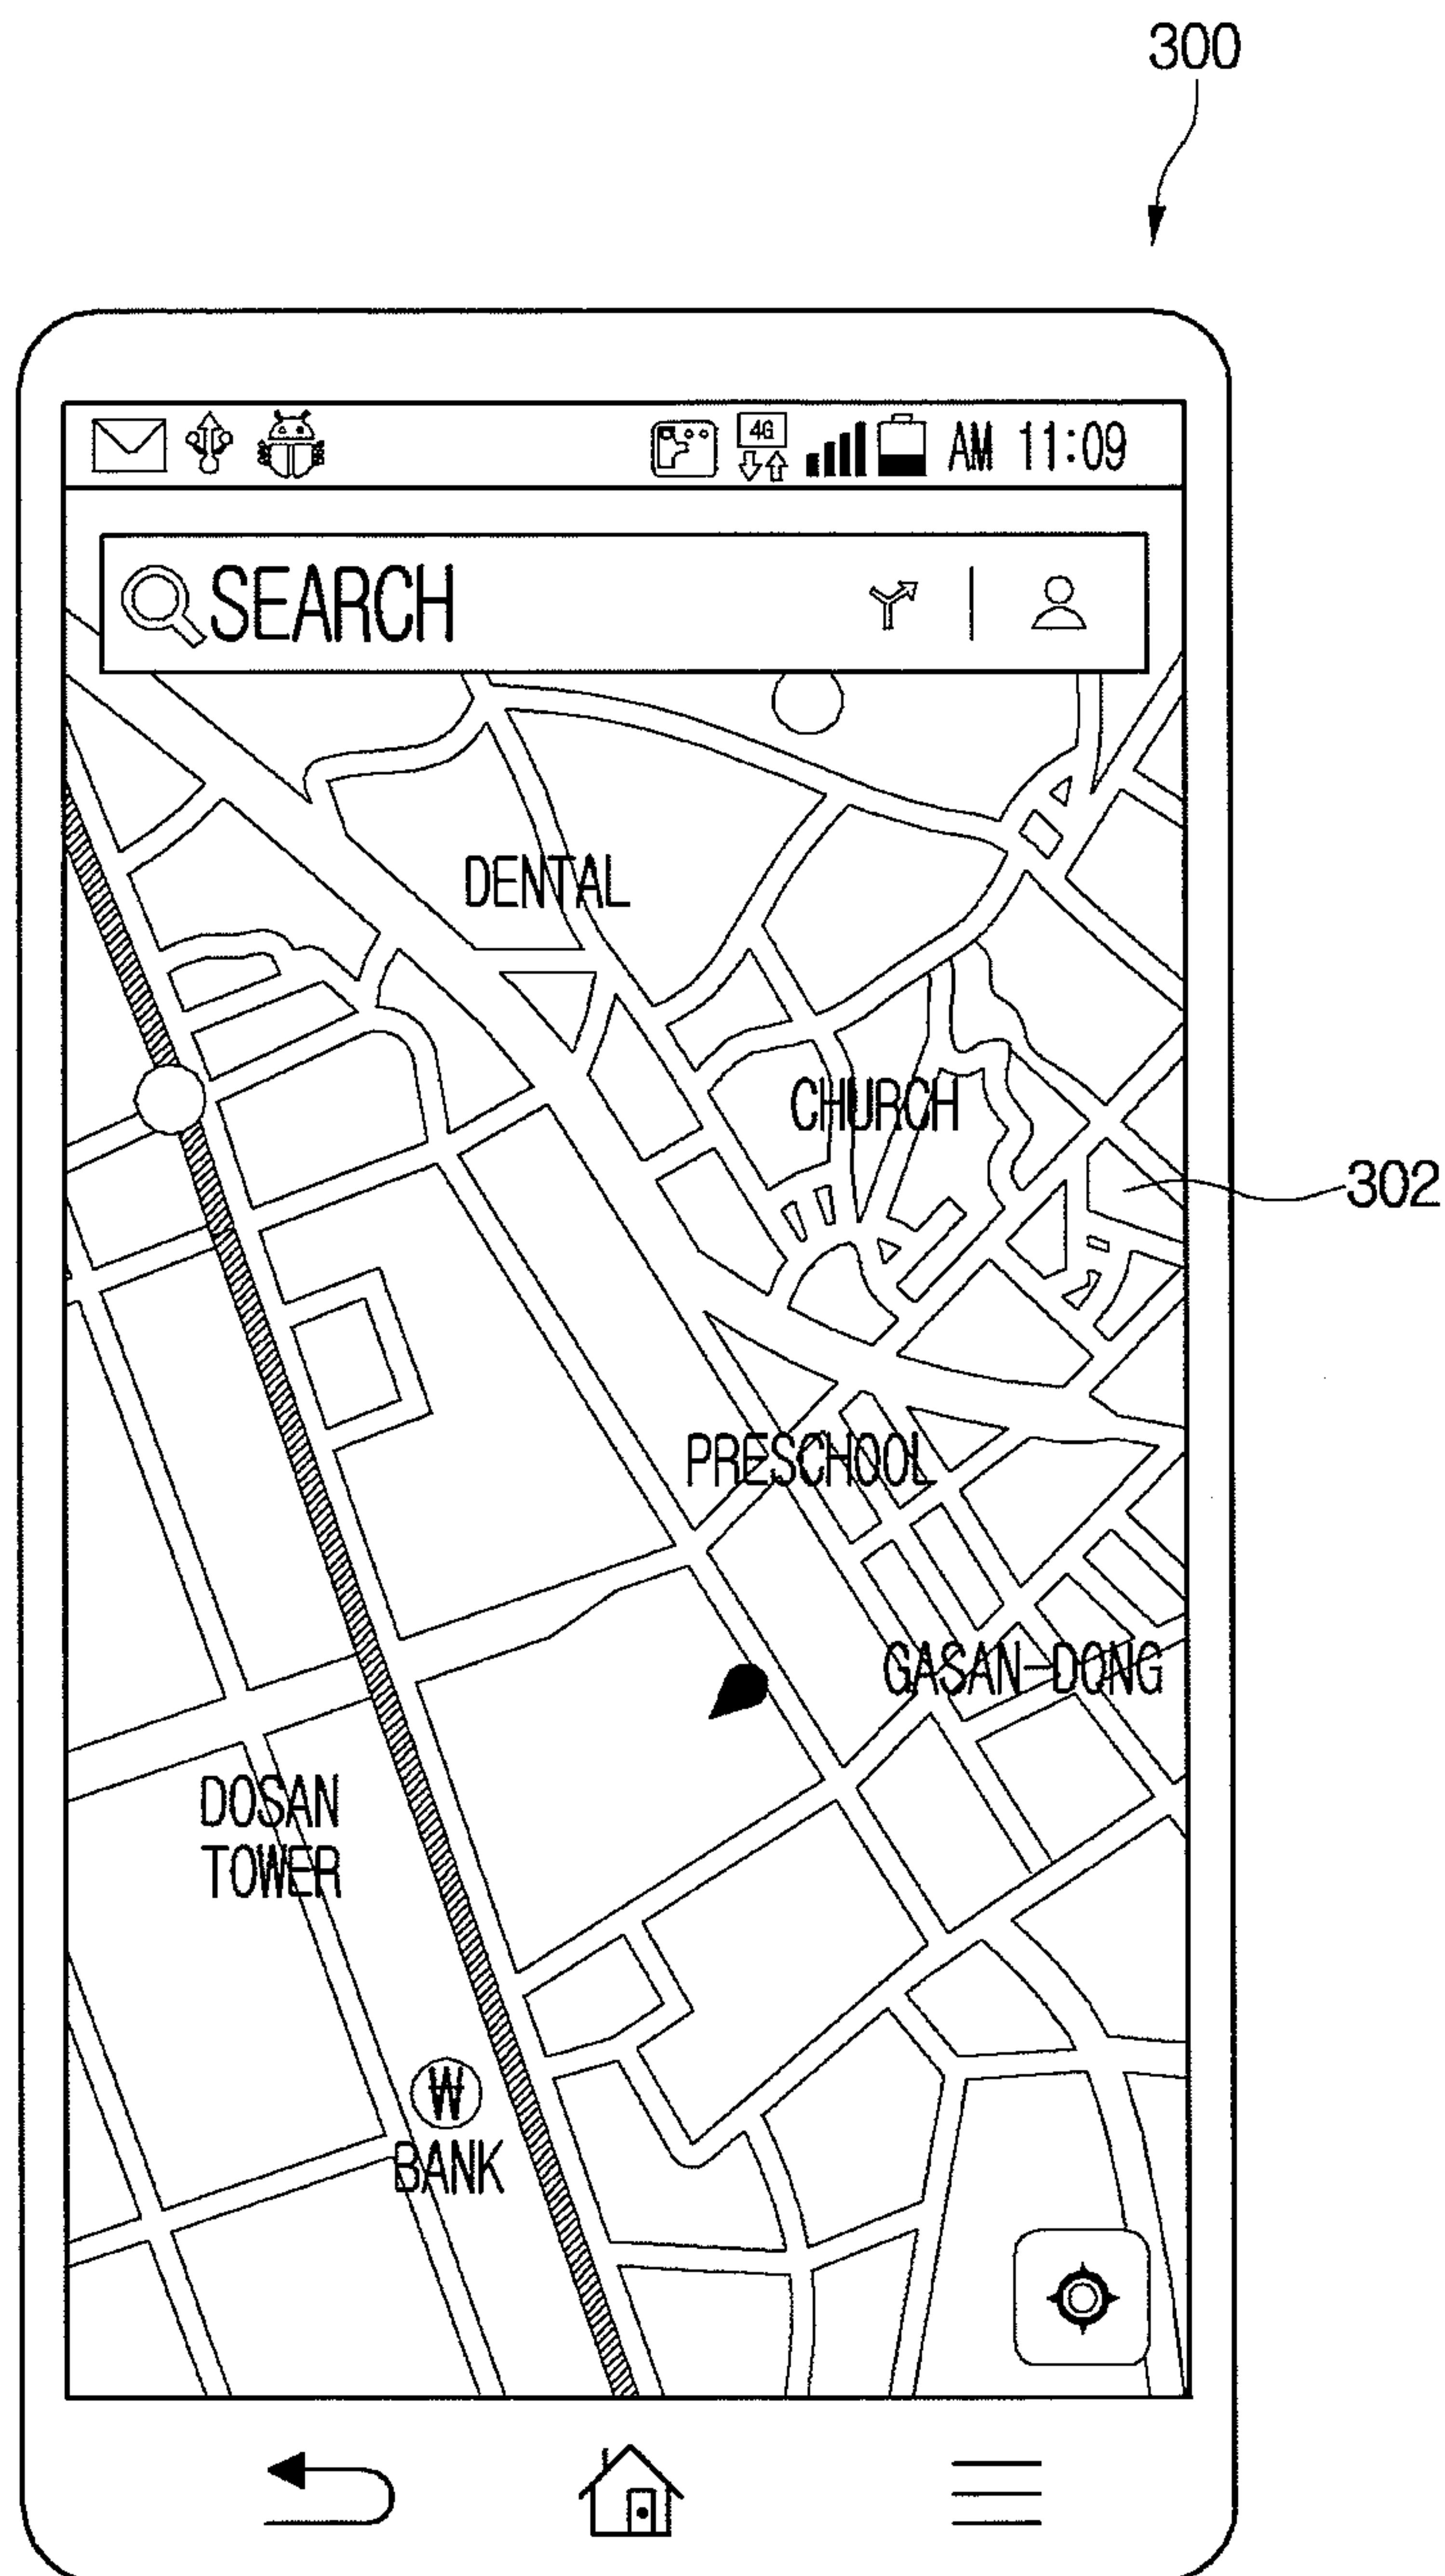 300
4G
AM 11:09
SEARCH
DENTAL
CHURCH
302
PRESCHOOL
GASAN-DONG
DOSAN
TOWER
₩
BANK